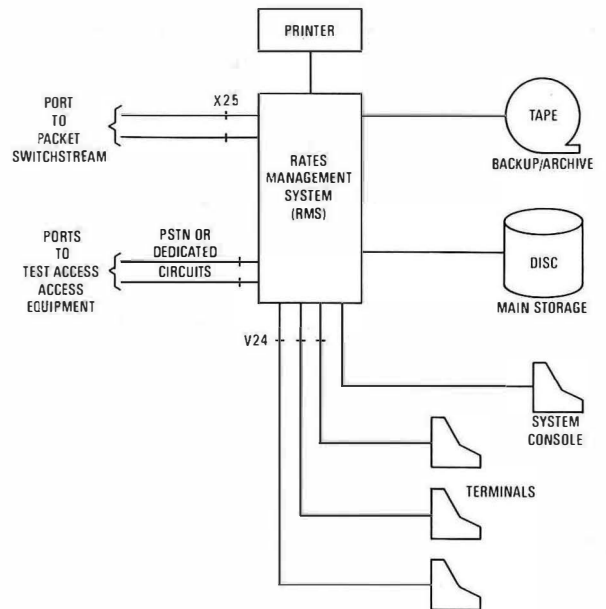 PRINTER
PORT
TO
PACKET
SWITCHSTREAM
X25
RATES
MANAGEMENT
SYSTEM
(RMS)
TAPE
BACKUP/ARCHIVE
PORTS
TO
TEST ACCESS
ACCESS
EQUIPMENT
PSTN OR
DEDICATED
CIRCUITS
DISC
MAIN STORAGE
V24
SYSTEM
CONSOLE
TERMINALS